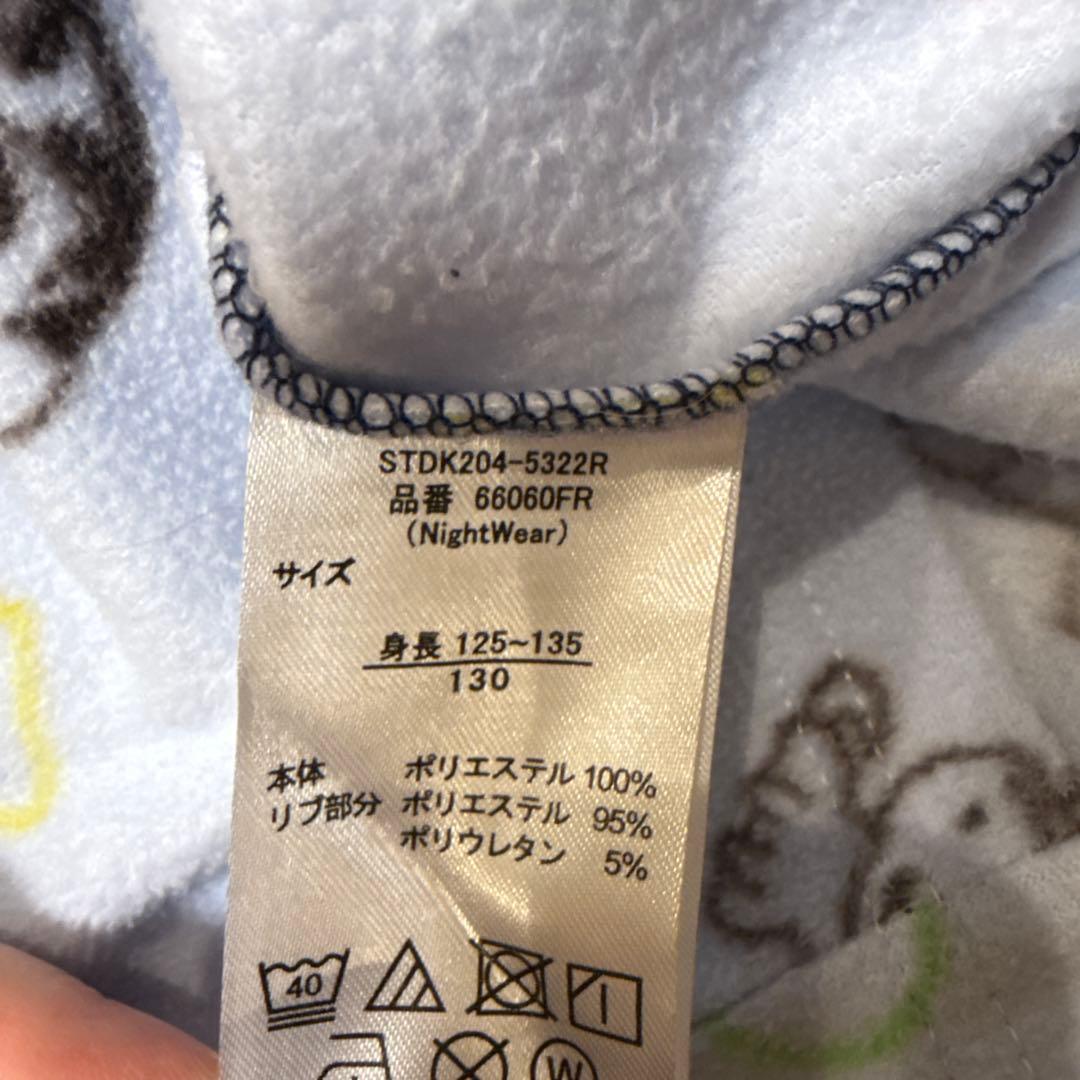 STDK204-5322R
品番 66060FR
(NightWear)
サイズ
身長 125~135
130
本体 ポリエステル 100%
リブ部分 ポリエステル 95%
ポリウレタン 5%
40
W